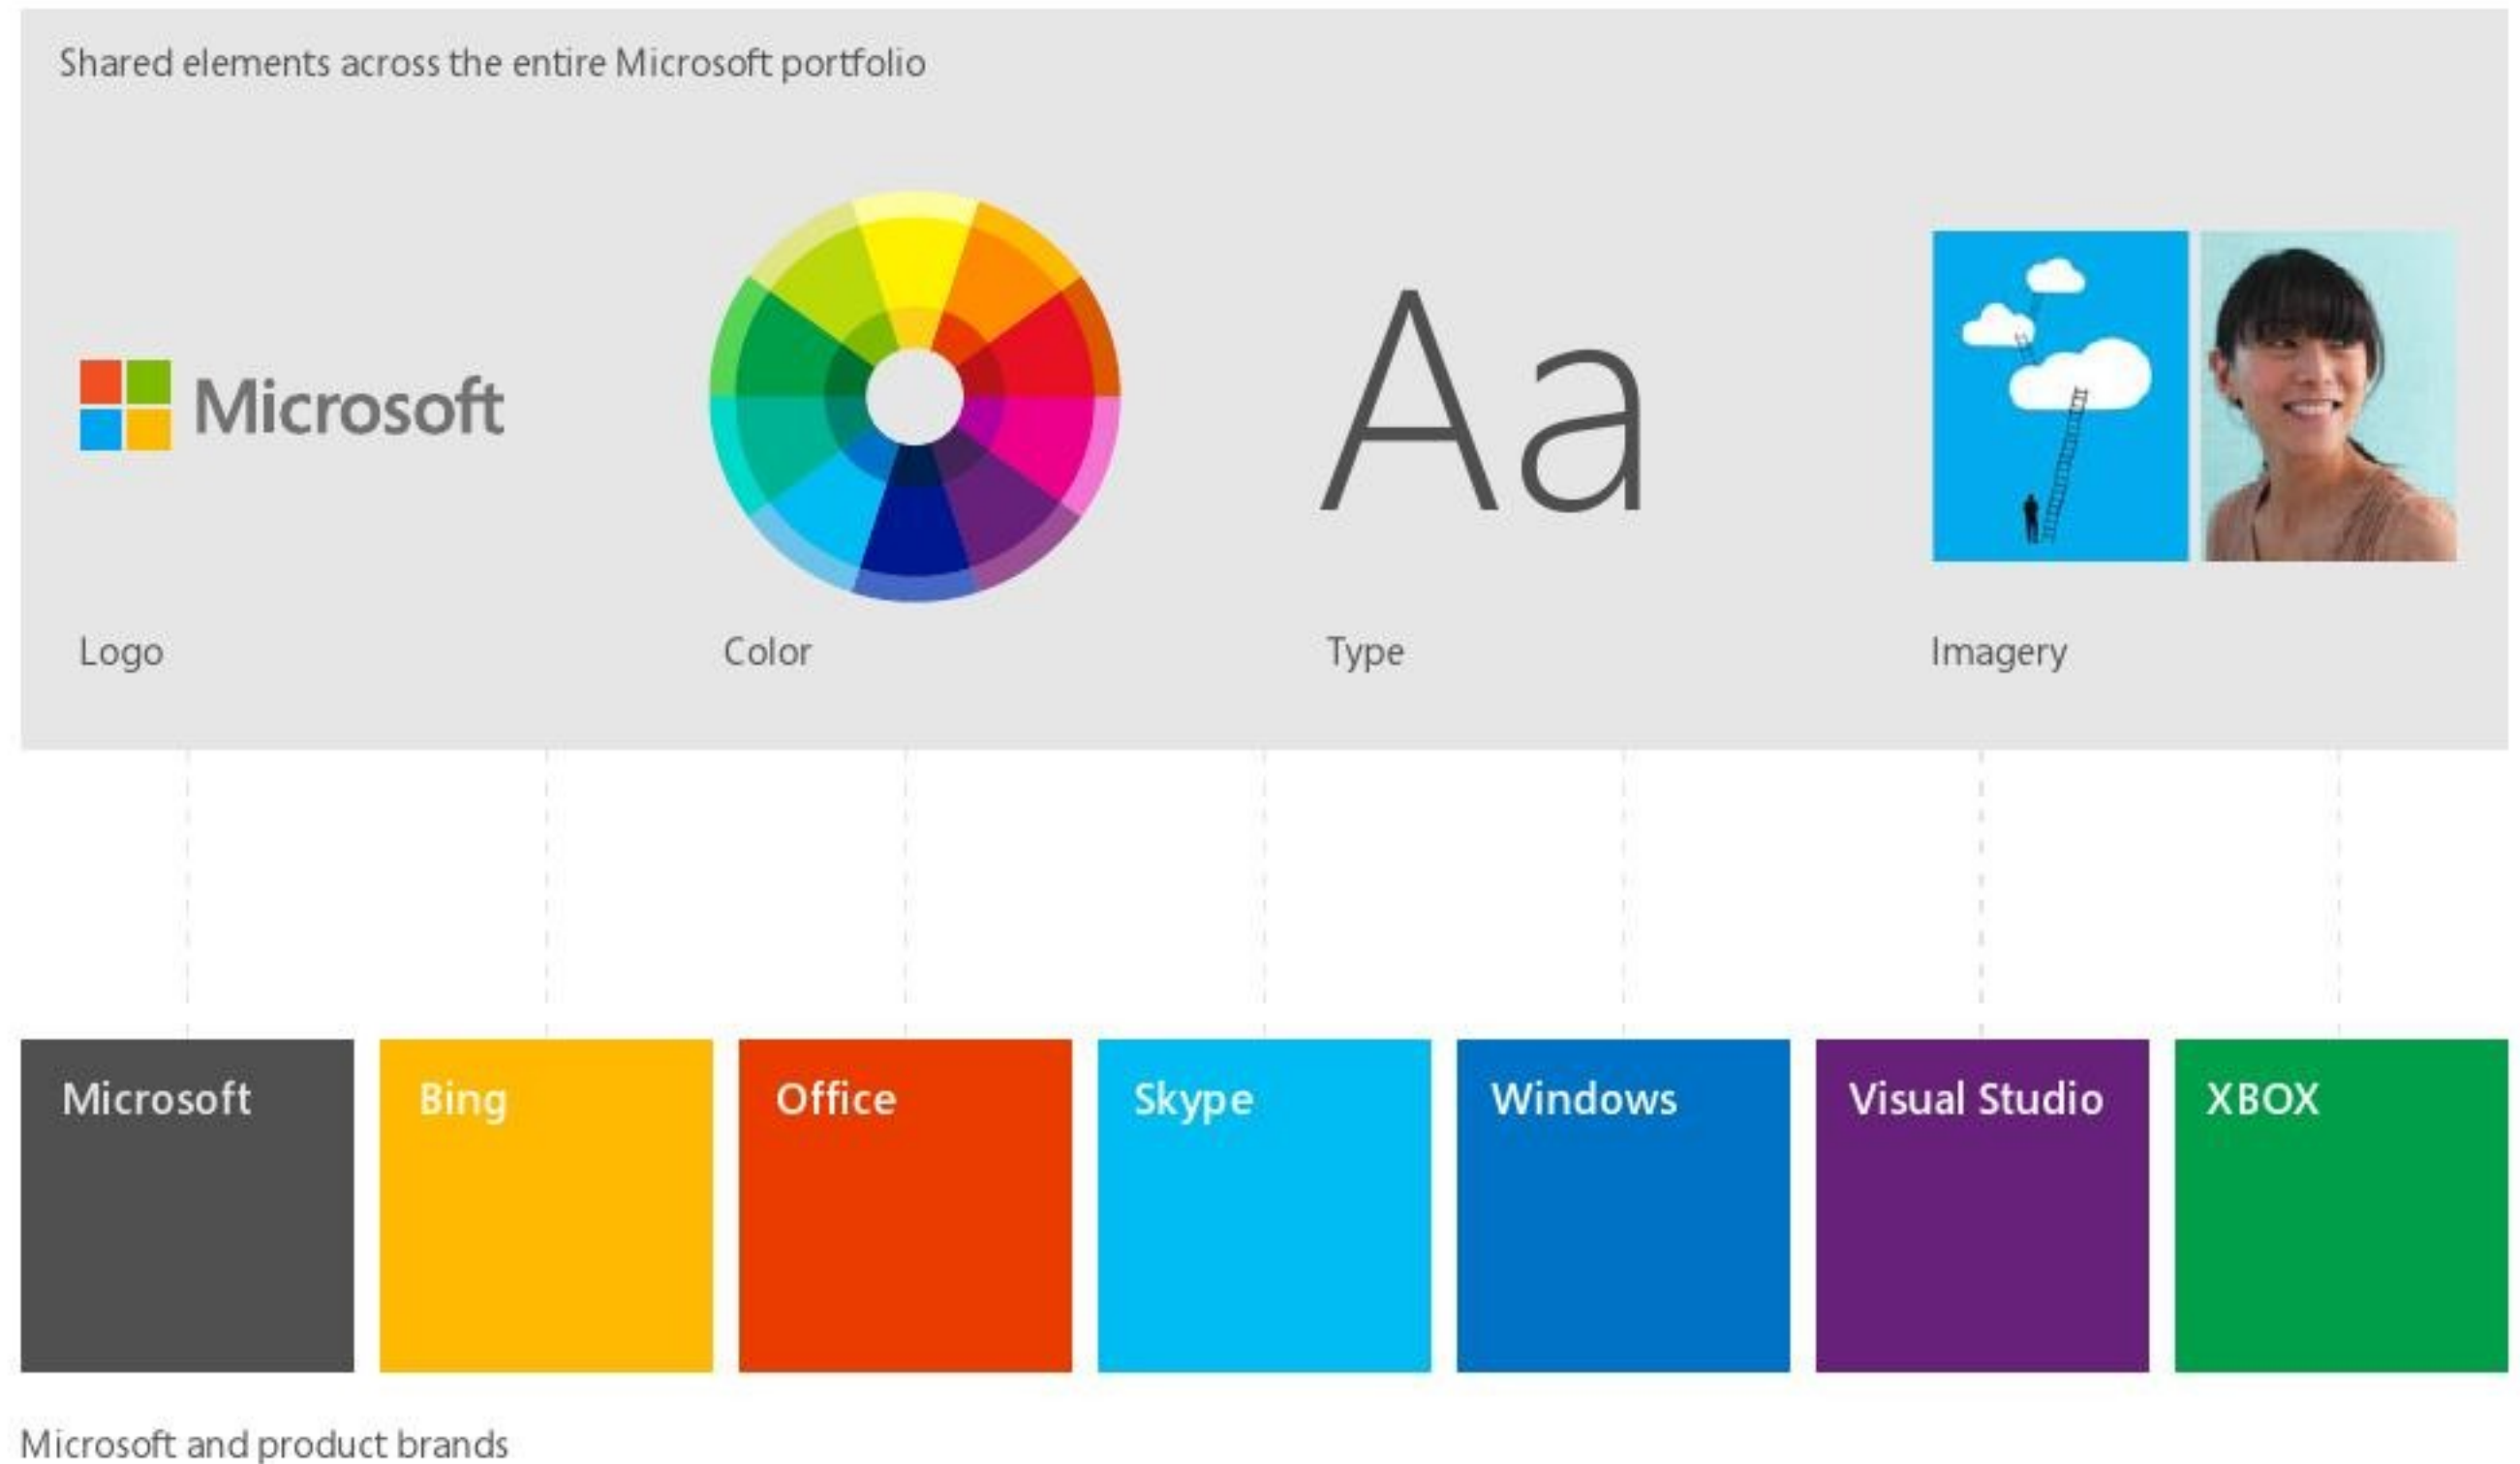 Shared elements across the entire Microsoft portfolio
Microsoft
Aa
Logo
Color
Type
Imagery
Microsoft
Bing
Office
Skype
Windows
Visual Studio
XBOX
Microsoft and product brands